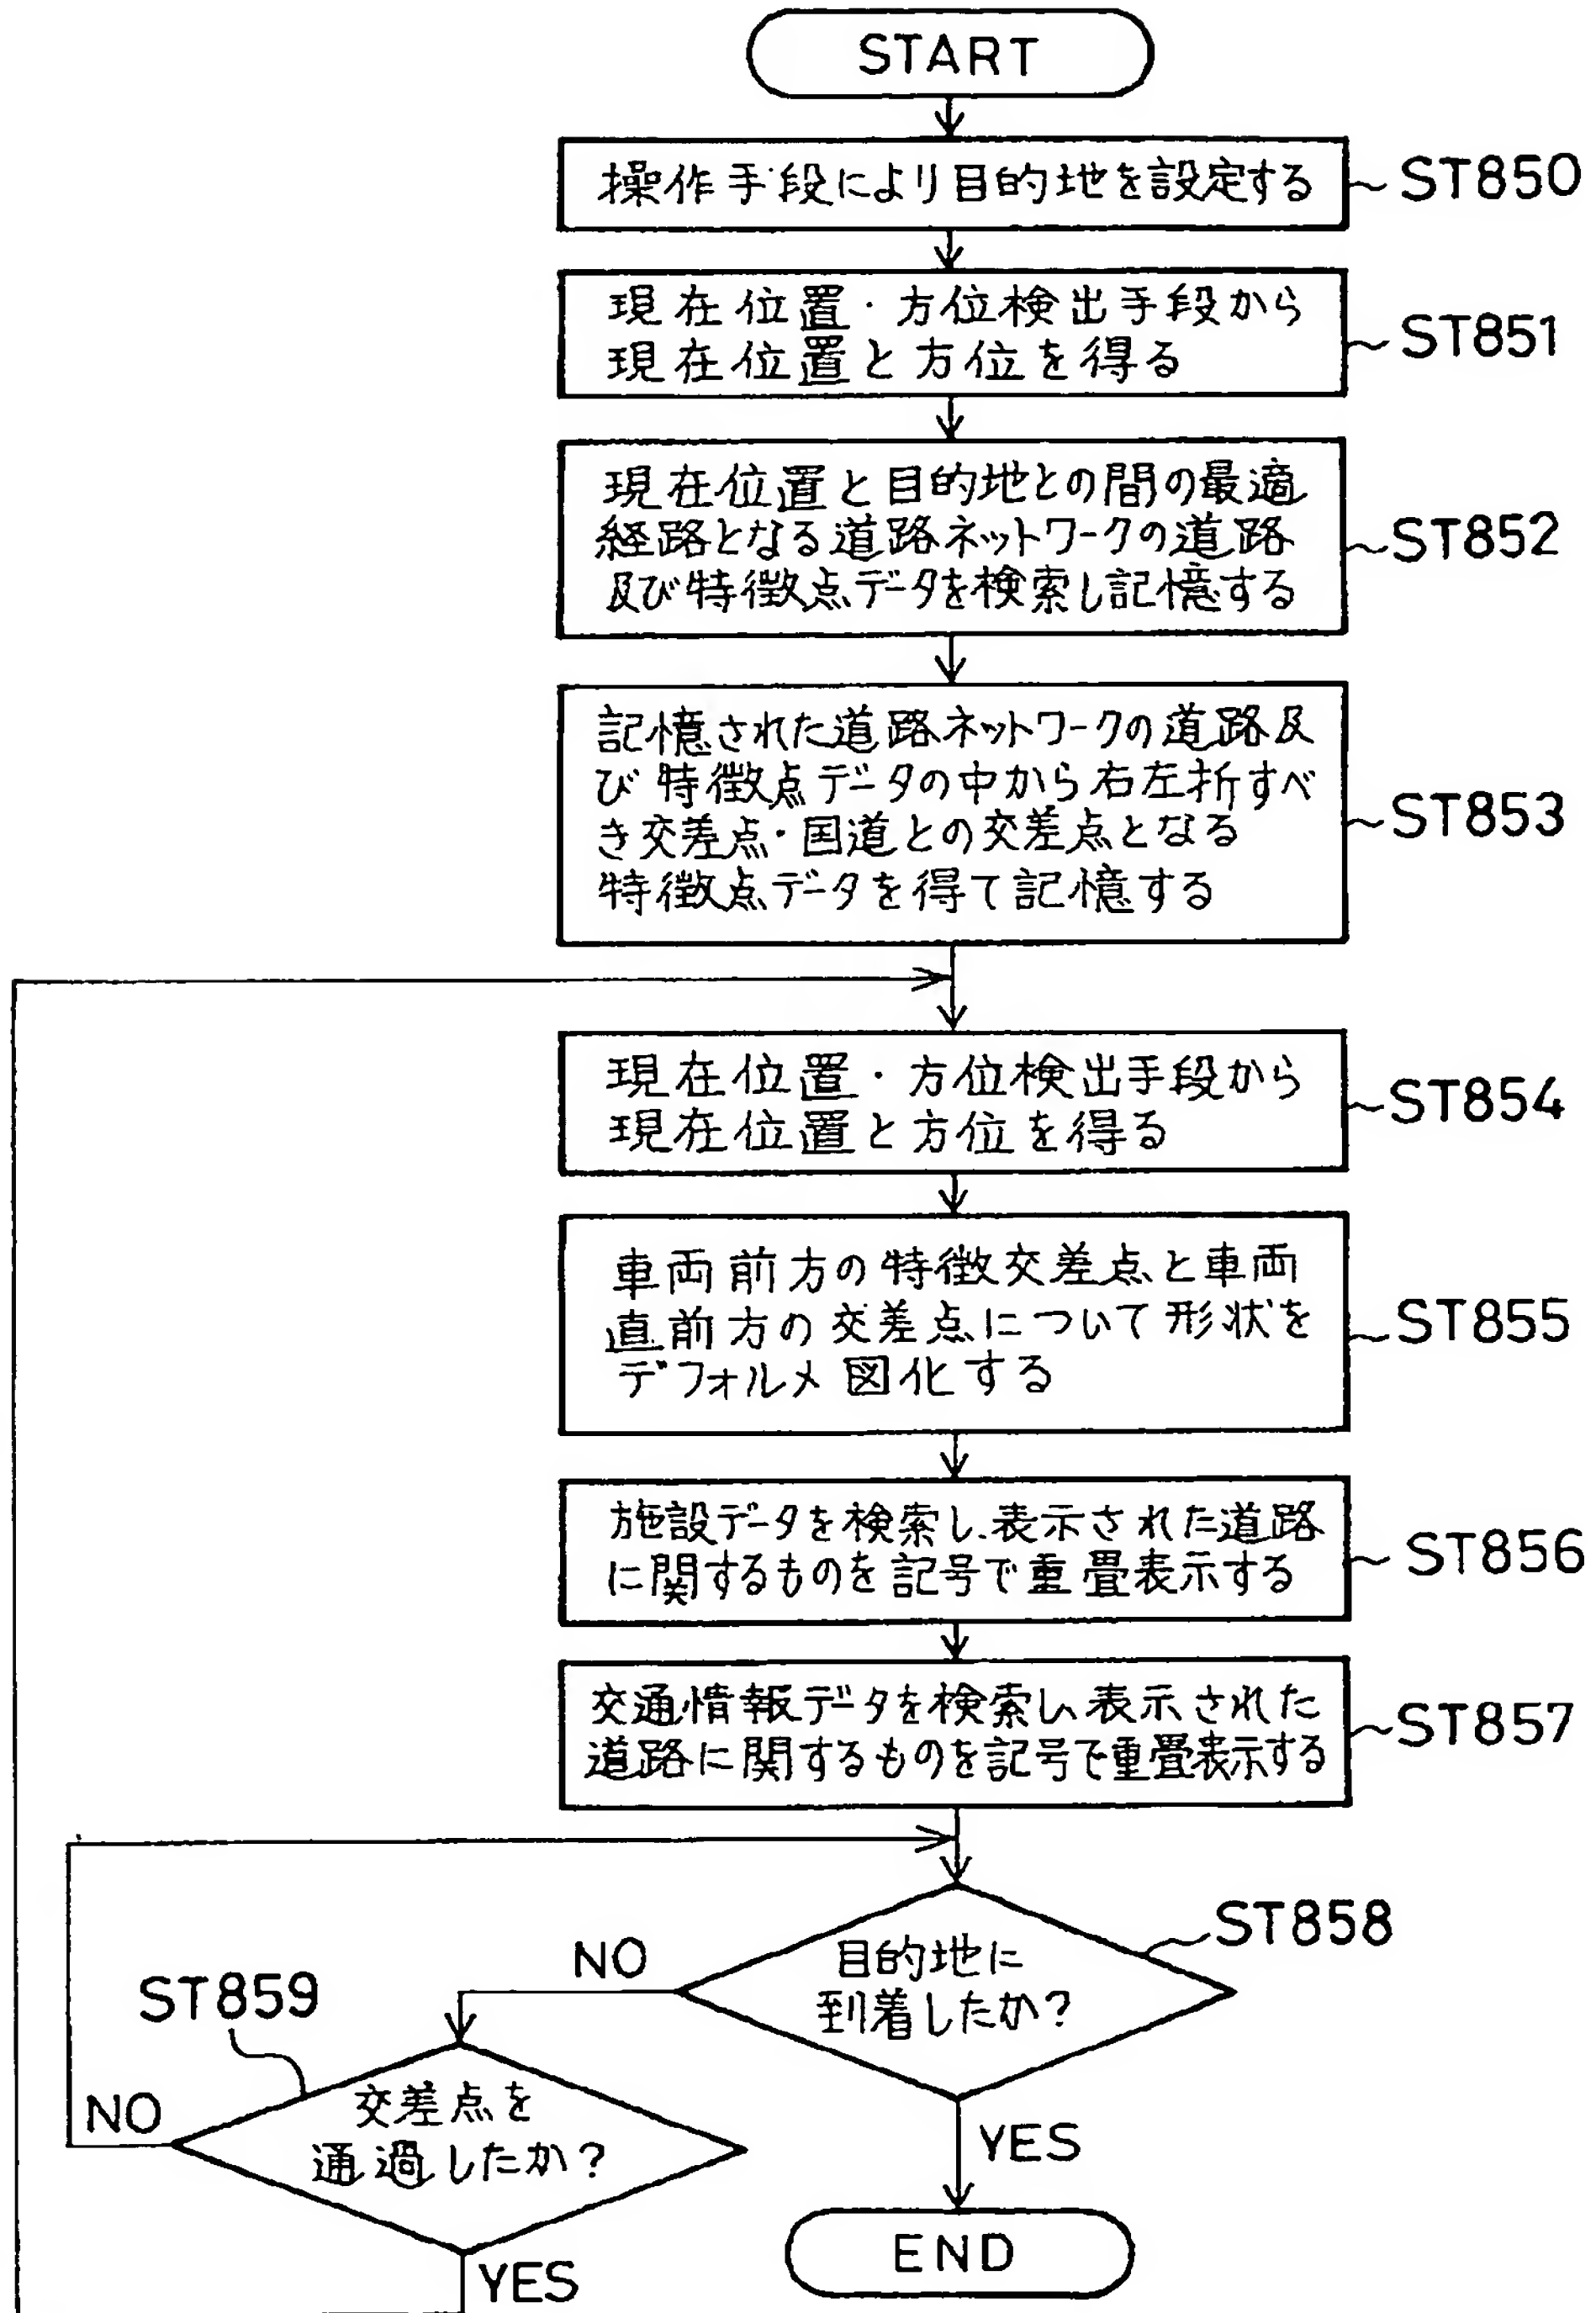 START
操作手段により目的地を設定する
ST850
現在位置・方位検出手段から
現在位置と方位を得る
ST851
現在位置と目的地との間の最適
経路となる道路ネットワークの道路
及び特徴点データを検索し記憶する
ST852
記憶された道路ネットワークの道路及
び特徴点データの中から右左折すべ
き交差点・国道との交差点となる
特徴点データを得て記憶する
ST853
現在位置・方位検出手段から
現在位置と方位を得る
ST854
車両前方の特徴交差点と車両
直前方の交差点について形状を
デフォルメ図化する
ST855
施設データを検索し、表示された道路
に関するものを記号で重畳表示する
ST856
交通情報データを検索し、表示された
道路に関するものを記号で重畳表示する
ST857
目的地に
到着したか?
ST858
NO
ST859
交差点を
通過したか?
NO
YES
YES
END